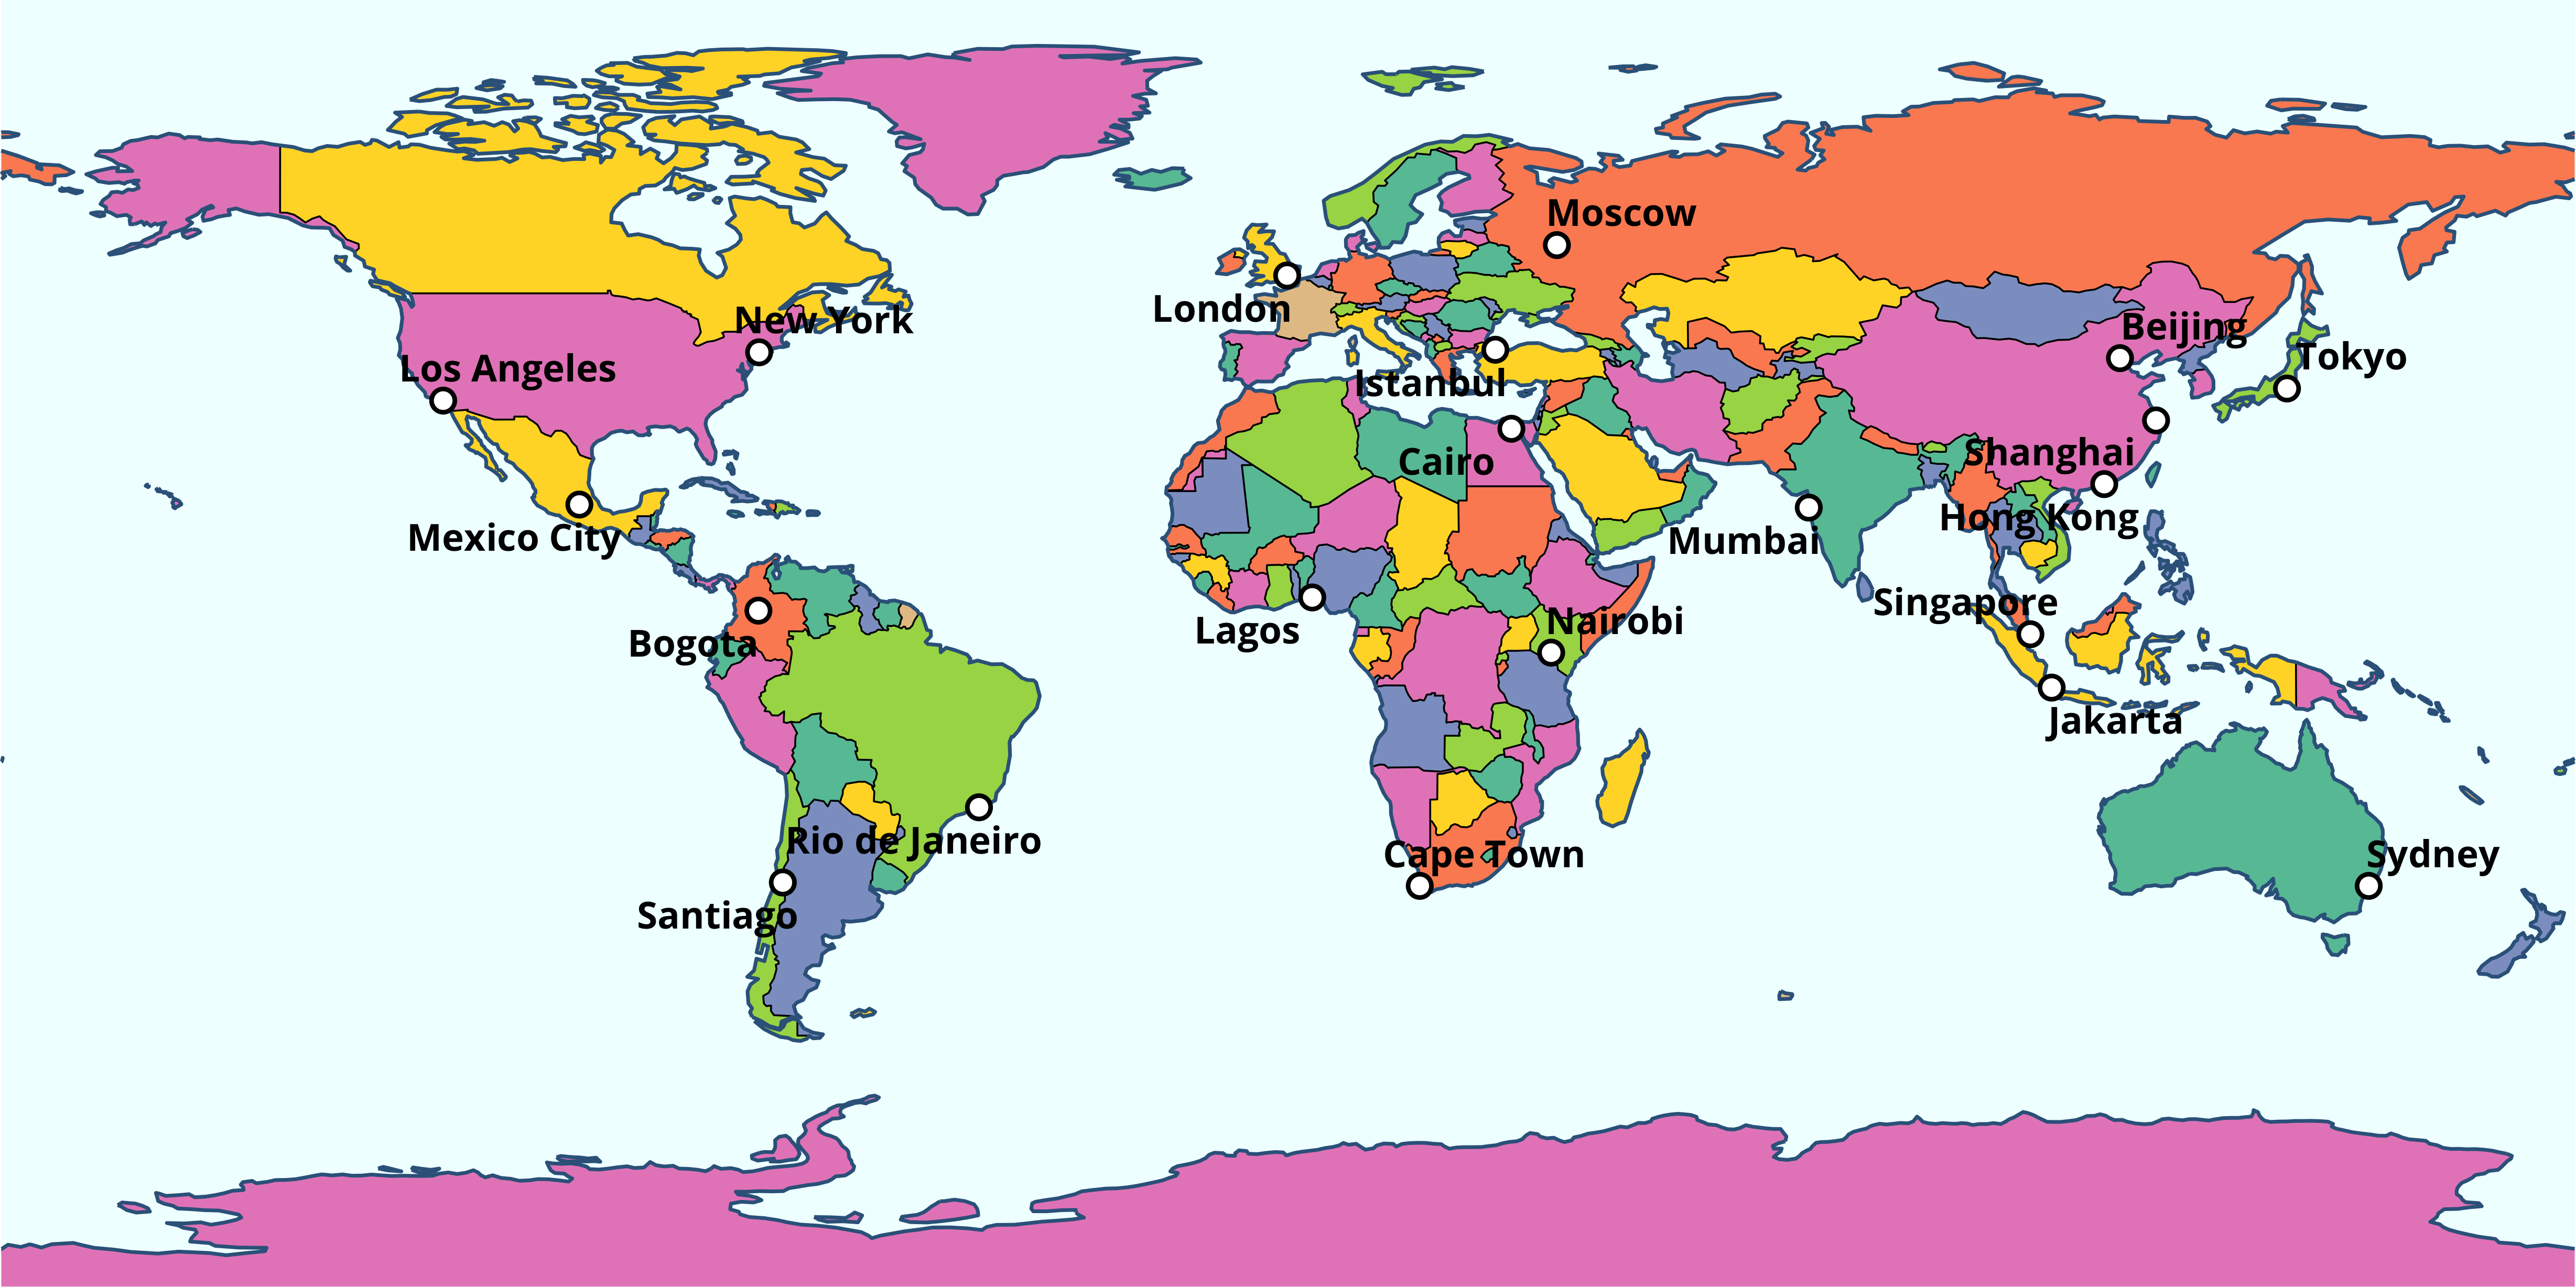 Moscow
London
New York
Beijing
Tokyo
Los Angeles
Istanbul
Shanghai
Cairo
Hong Kong
Mexico City
Mumbai
Singapore
Nairobi
Lagos
Bogota
Jakarta
Rio de Janeiro
Cape Town
Sydney
Santiago